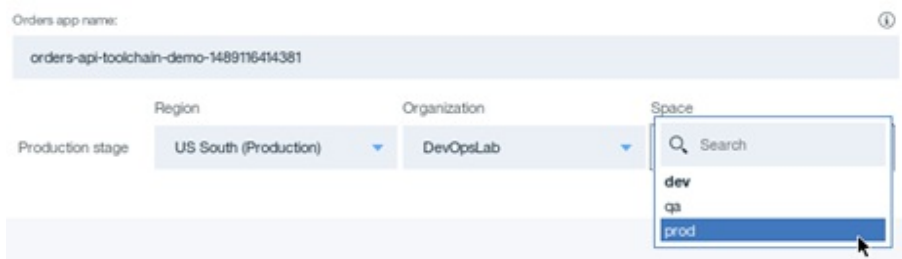 Orders app name:
orders-api-toolchain-demo-1489116414381
Region Organization Space
Production stage US South (Production) DevOpsLab Search
dev
qa
prod